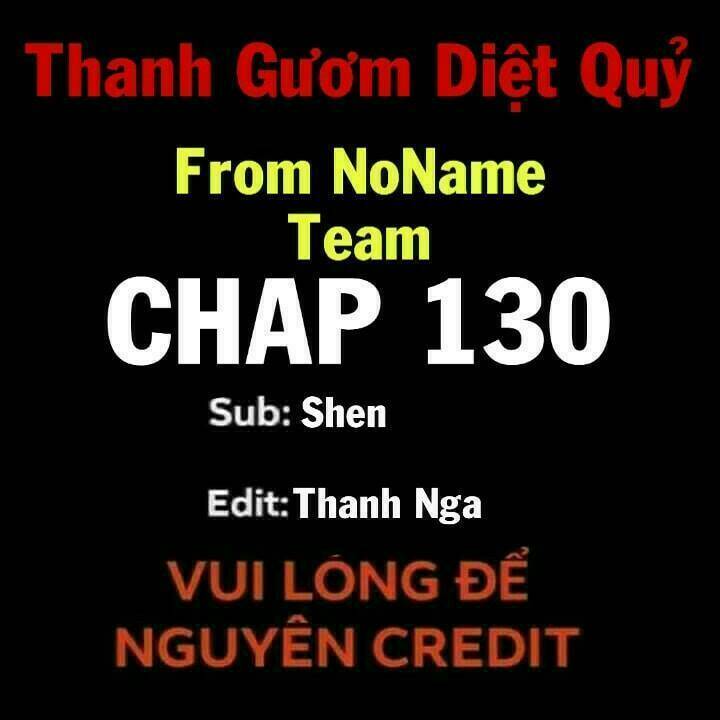 Thanh Gươm Diệt Quỷ
From NoName
Team
CHAP 130
Sub: Shen
Edit: Thanh Nga
VUI LÒNG ĐỂ
NGUYÊN CREDIT